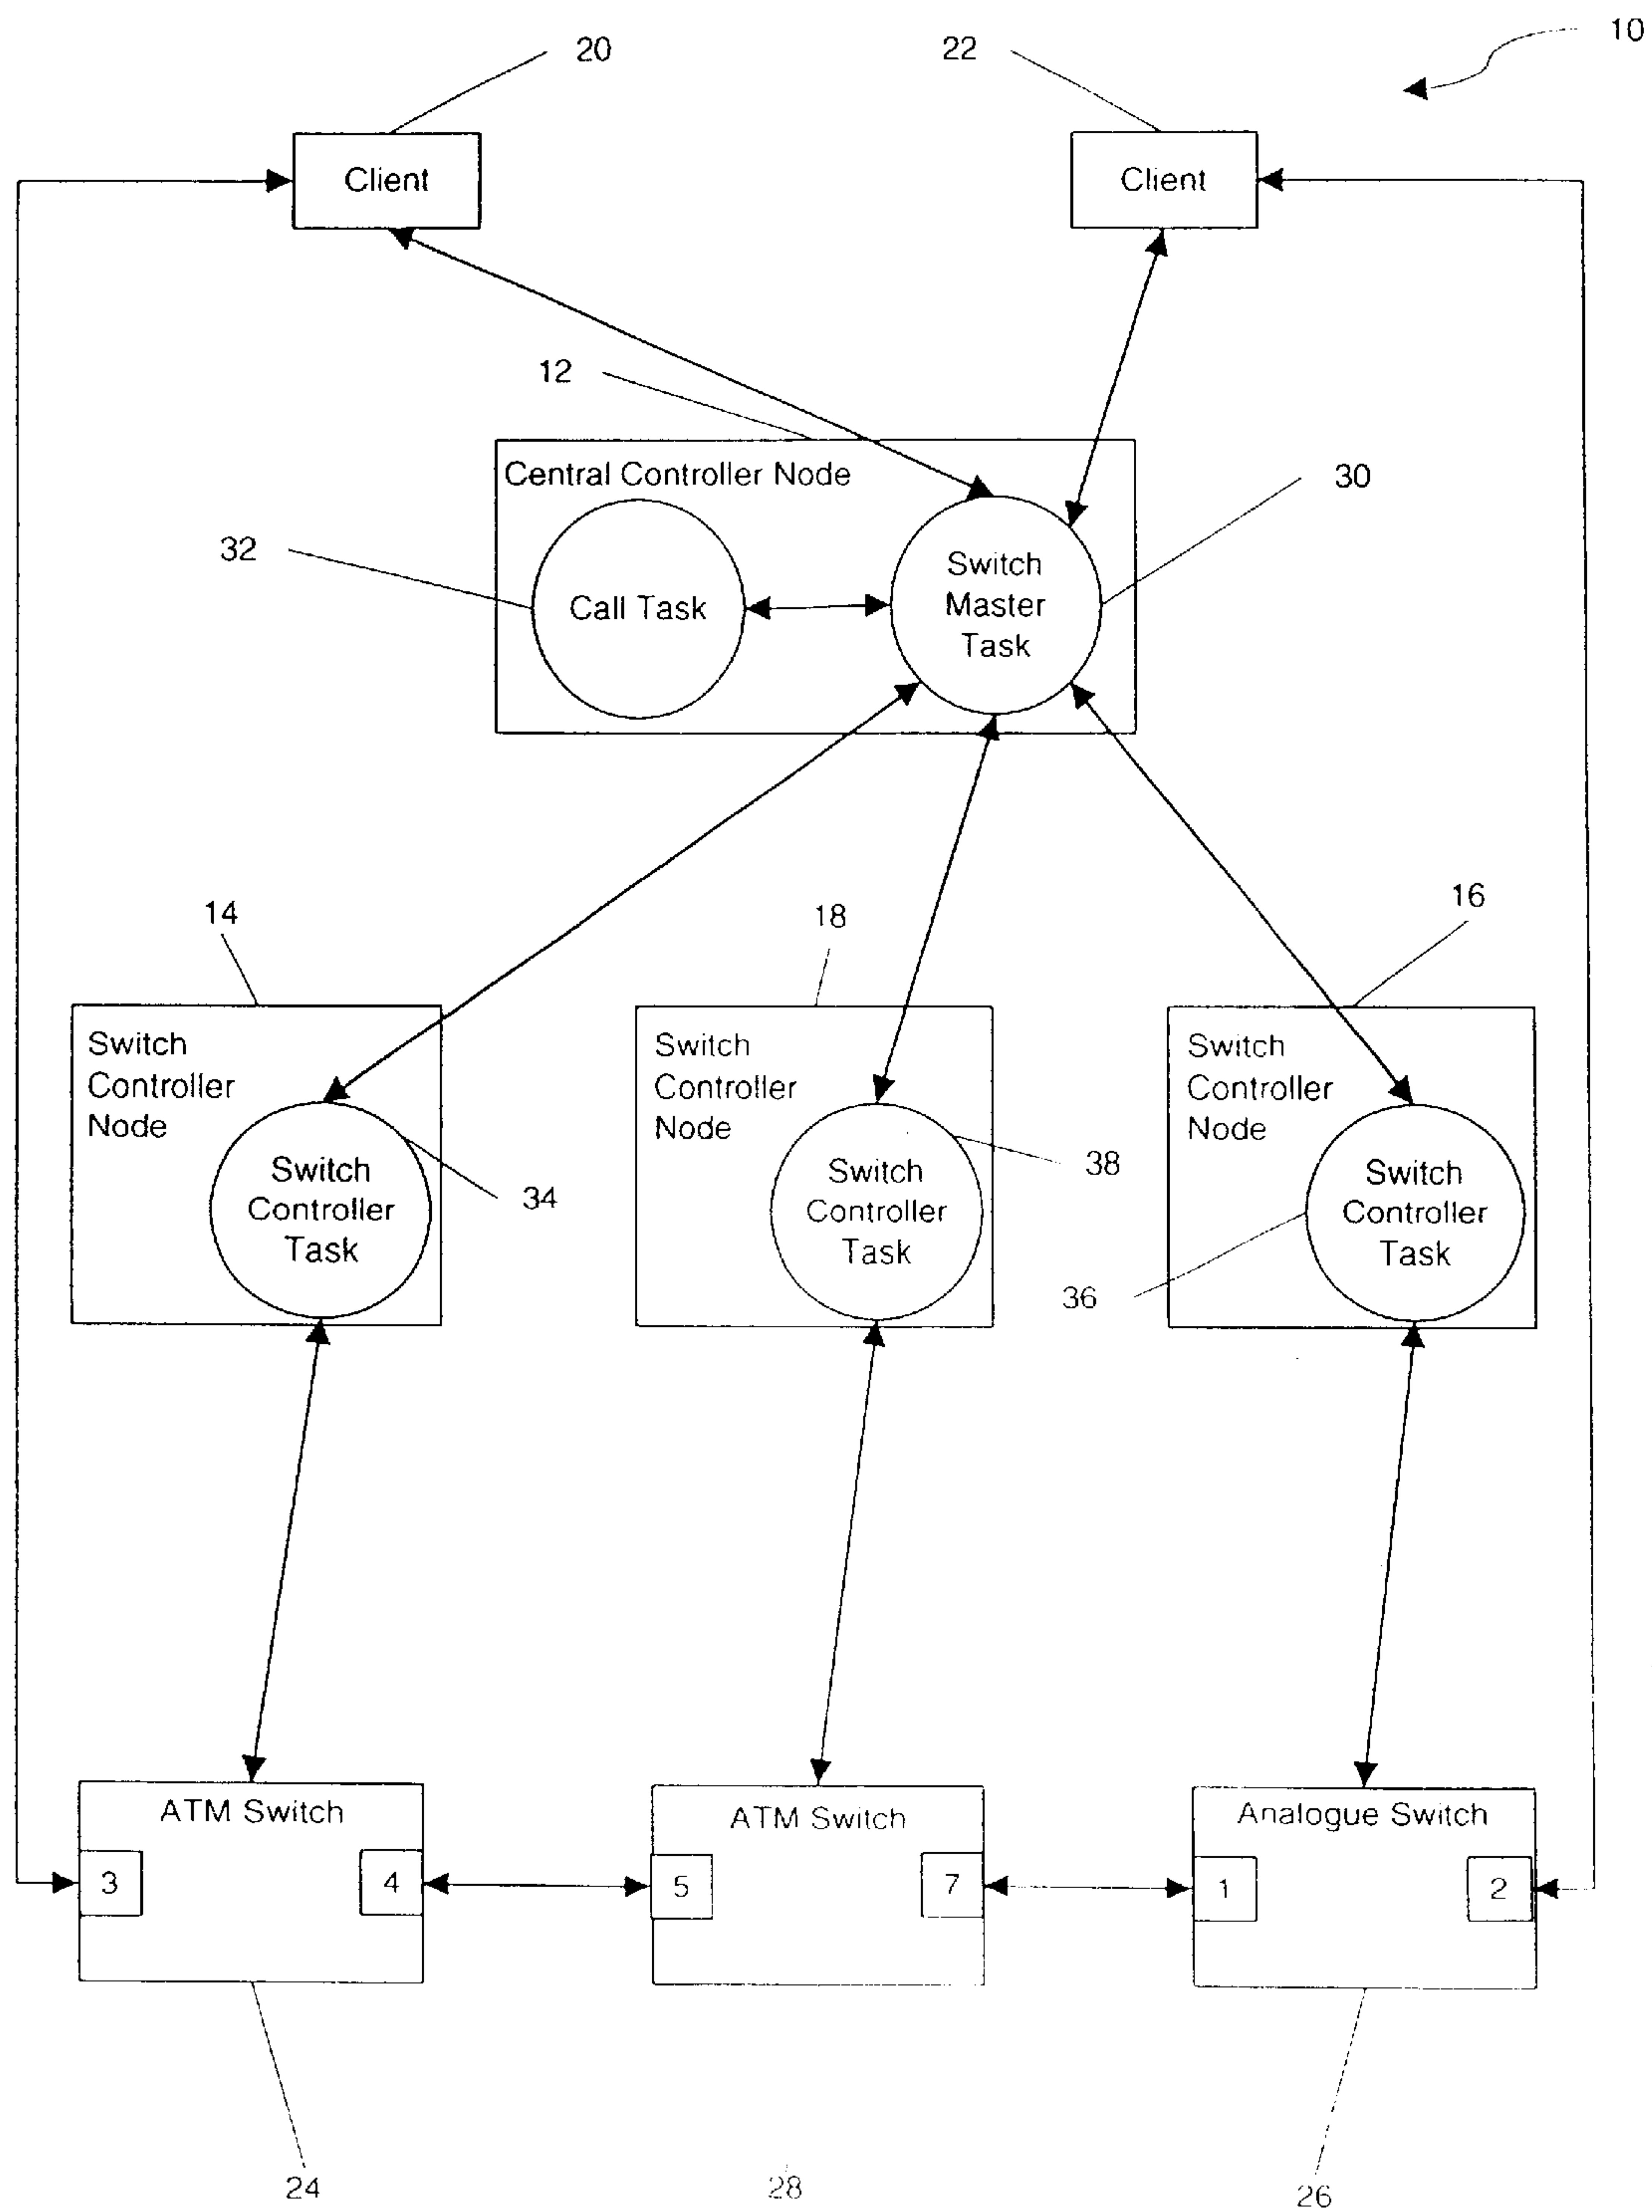 10
20
22
Client
Client
12
Central Controller Node
30
32
Call Task
Switch
Master
Task
14
18
16
Switch
Controller
Node
Switch
Controller
Task
34
Switch
Controller
Node
Switch
Controller
Task
38
Switch
Controller
Node
Switch
Controller
Task
36
ATM Switch
3
4
ATM Switch
5
7
Analogue Switch
1
2
24
28
26